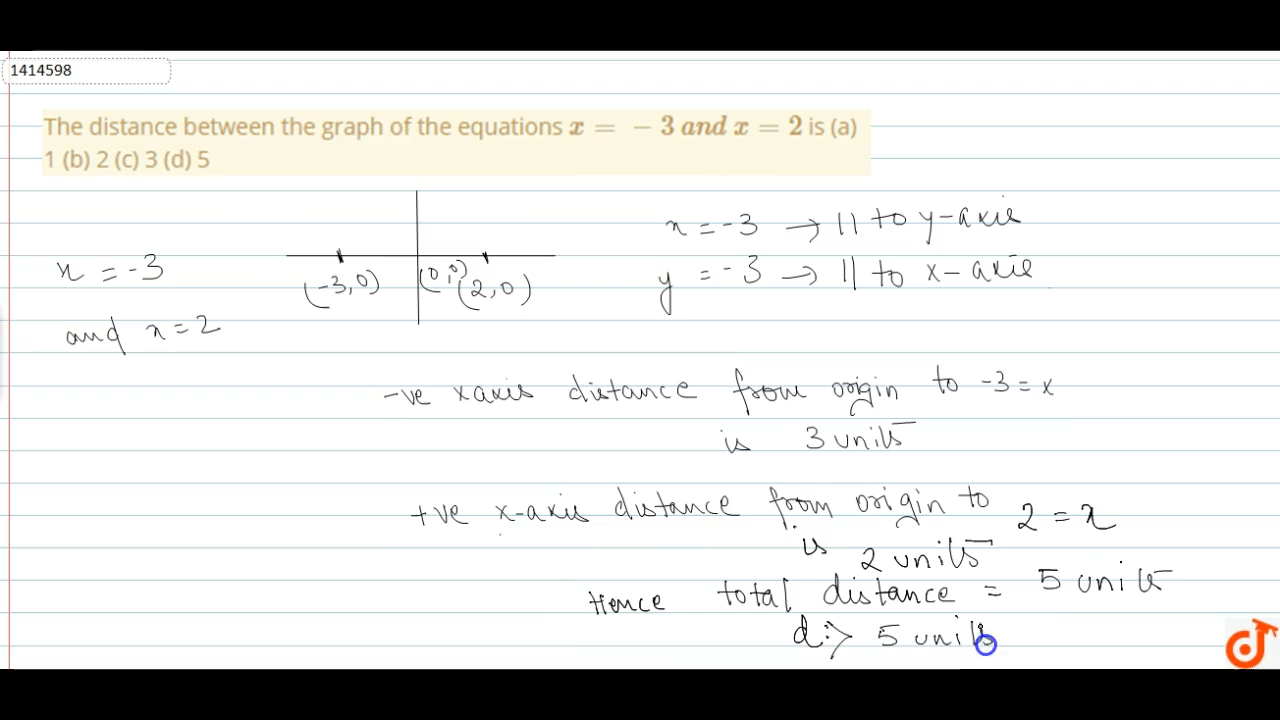 1414598
The distance between the graph of the equations x = - 3 and x = 2 is (a)
1 (b) 2 (c) 3 (d) 5
x = -3
and x = 2
(-3,0) (0,0) (2,0)
x = -3 → || to y-axis
y = -3 → || to x-axis
-ve xaxis distance from origin to -3 = x
is 3 units
+ve x-axis distance from origin to 2 = x
is 2 units
Hence total distance = 5 units
d:> 5 units